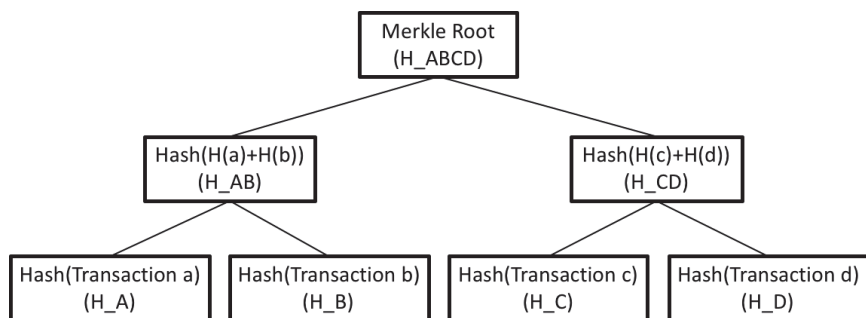 Merkle Root
(H_ABCD)
Hash(H(a)+H(b))
(H_AB)
Hash(H(c)+H(d))
(H_CD)
Hash(Transaction a)
(H_A)
Hash(Transaction b)
(H_B)
Hash(Transaction c)
(H_C)
Hash(Transaction d)
(H_D)